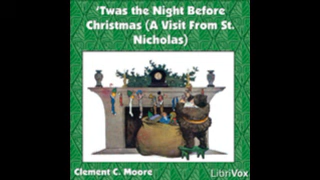 'Twas the Night Before
Christmas (A Visit From St.
Nicholas)
Clement C. Moore
LibriVox